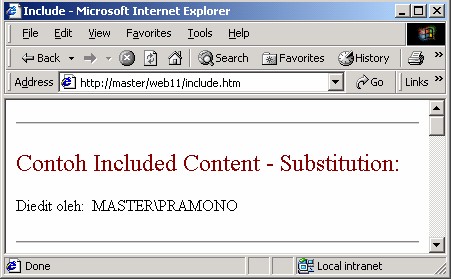 Include - Microsoft Internet Explorer
File Edit View Favorites Tools Help
Back Search Favorites History
Address http://master/web11/include.htm Go Links »
Contoh Included Content - Substitution:
Diedit oleh: MASTER\PRAMONO
Done Local intranet